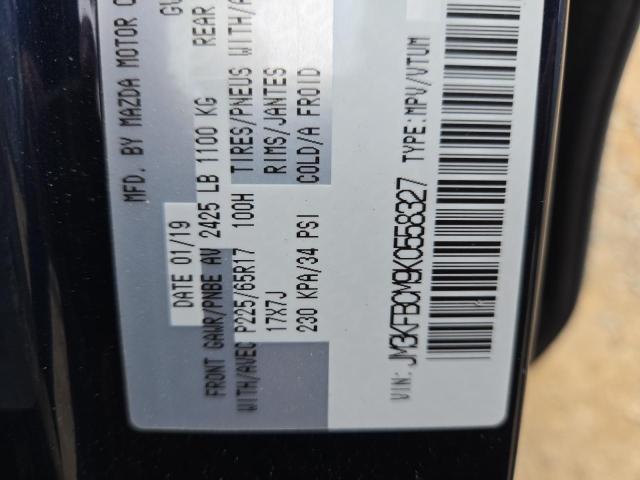 MFD. BY MAZDA MOTOR
DATE 01/19
FRONT GAWR/PNBE AV 2425 LB 1100 KG REAR
WITH/AVEC P225/65R17 100H TIRES/PNEUS WITH/
17X7J RIMS/JANTES
230 KPA/34 PSI COLD/A FROID
VIN: JM3KFBCM9K0558327 TYPE:MPV/VTUM